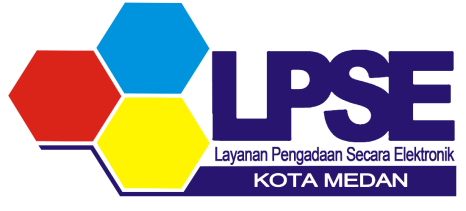 LPSE
Layanan Pengadaan Secara Elektronik
KOTA MEDAN